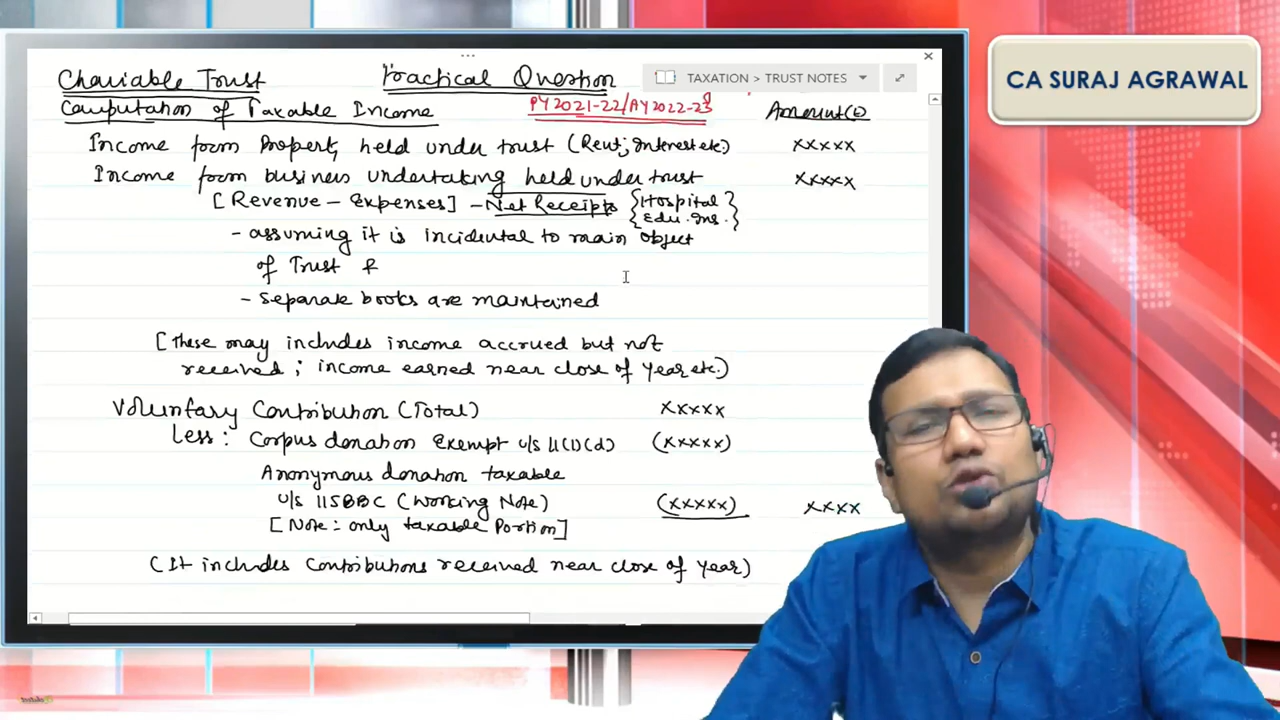 CA SURAJ AGRAWAL
TAXATION > TRUST NOTES
Chariable Trust Practical Question
Computation of Taxable Income PY2021-22/AY2022-23 Amount(₹)
Income form Property held under trust (Rent; Interest etc.) xxxxx
Income form business undertaking held under trust xxxxx
[Revenue - Expenses] - Net Receipts {Hospital
Edu. Ins.}
- assuming it is incidental to main object
of Trust &
- Separate books are maintained
[These may includes income accrued but not
received; income earned near close of year etc.)
Voluntary Contribution (Total) xxxxx
Less: Corpus donation Exempt u/s 11(1)(d) (xxxxx)
Anonymous donation taxable
u/s 115BBC (Working Note) (xxxxx) xxxx
[Note: only taxable Portion]
(It includes Contributions received near close of year)